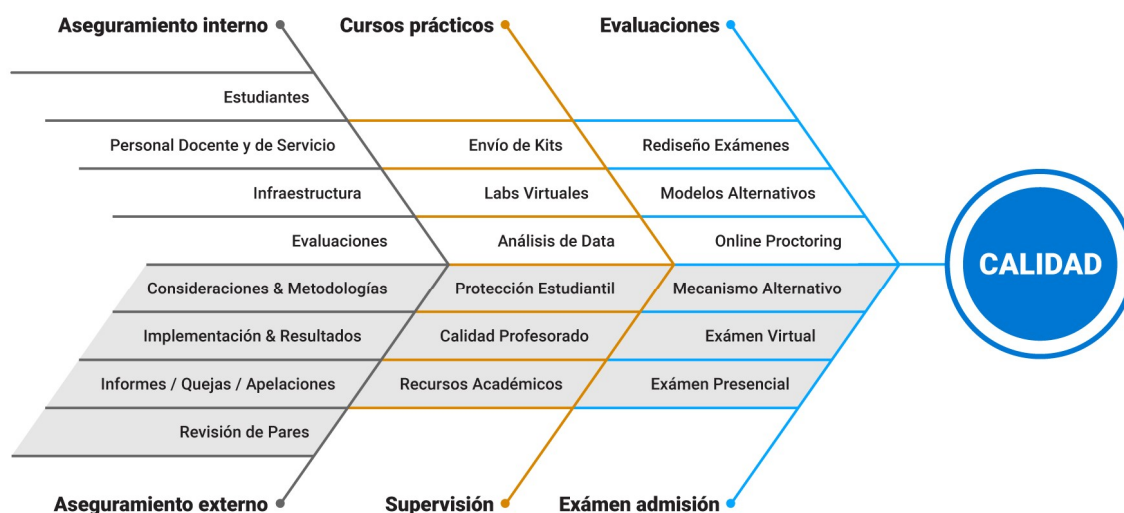 Aseguramiento interno
Cursos prácticos
Evaluaciones
Estudiantes
Personal Docente y de Servicio
Envío de Kits
Rediseño Exámenes
Infraestructura
Labs Virtuales
Modelos Alternativos
Evaluaciones
Análisis de Data
Online Proctoring
CALIDAD
Consideraciones & Metodologías
Protección Estudiantil
Mecanismo Alternativo
Implementación & Resultados
Calidad Profesorado
Exámen Virtual
Informes / Quejas / Apelaciones
Recursos Académicos
Exámen Presencial
Revisión de Pares
Aseguramiento externo
Supervisión
Exámen admisión